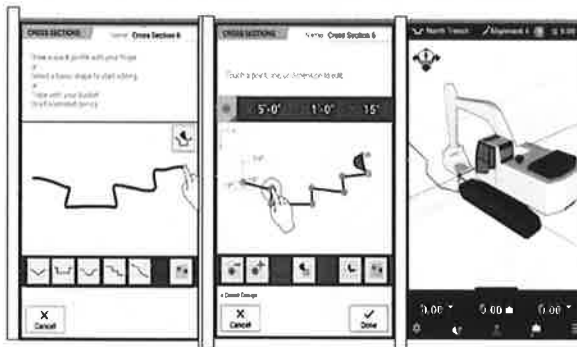 CROSS SECTIONS
Name: Cross Section 6
Draw a quick profile with your finger
or
Select a basic shape to start editing
or
Trace with your bucket
Cancel
CROSS SECTIONS
Name: Cross Section 6
Touch a point, line, or dimension to edit.
5'-0" 1'-0" 15°
Cancel
Done
North Trench
Alignment 4
0.00 0.00 0.00